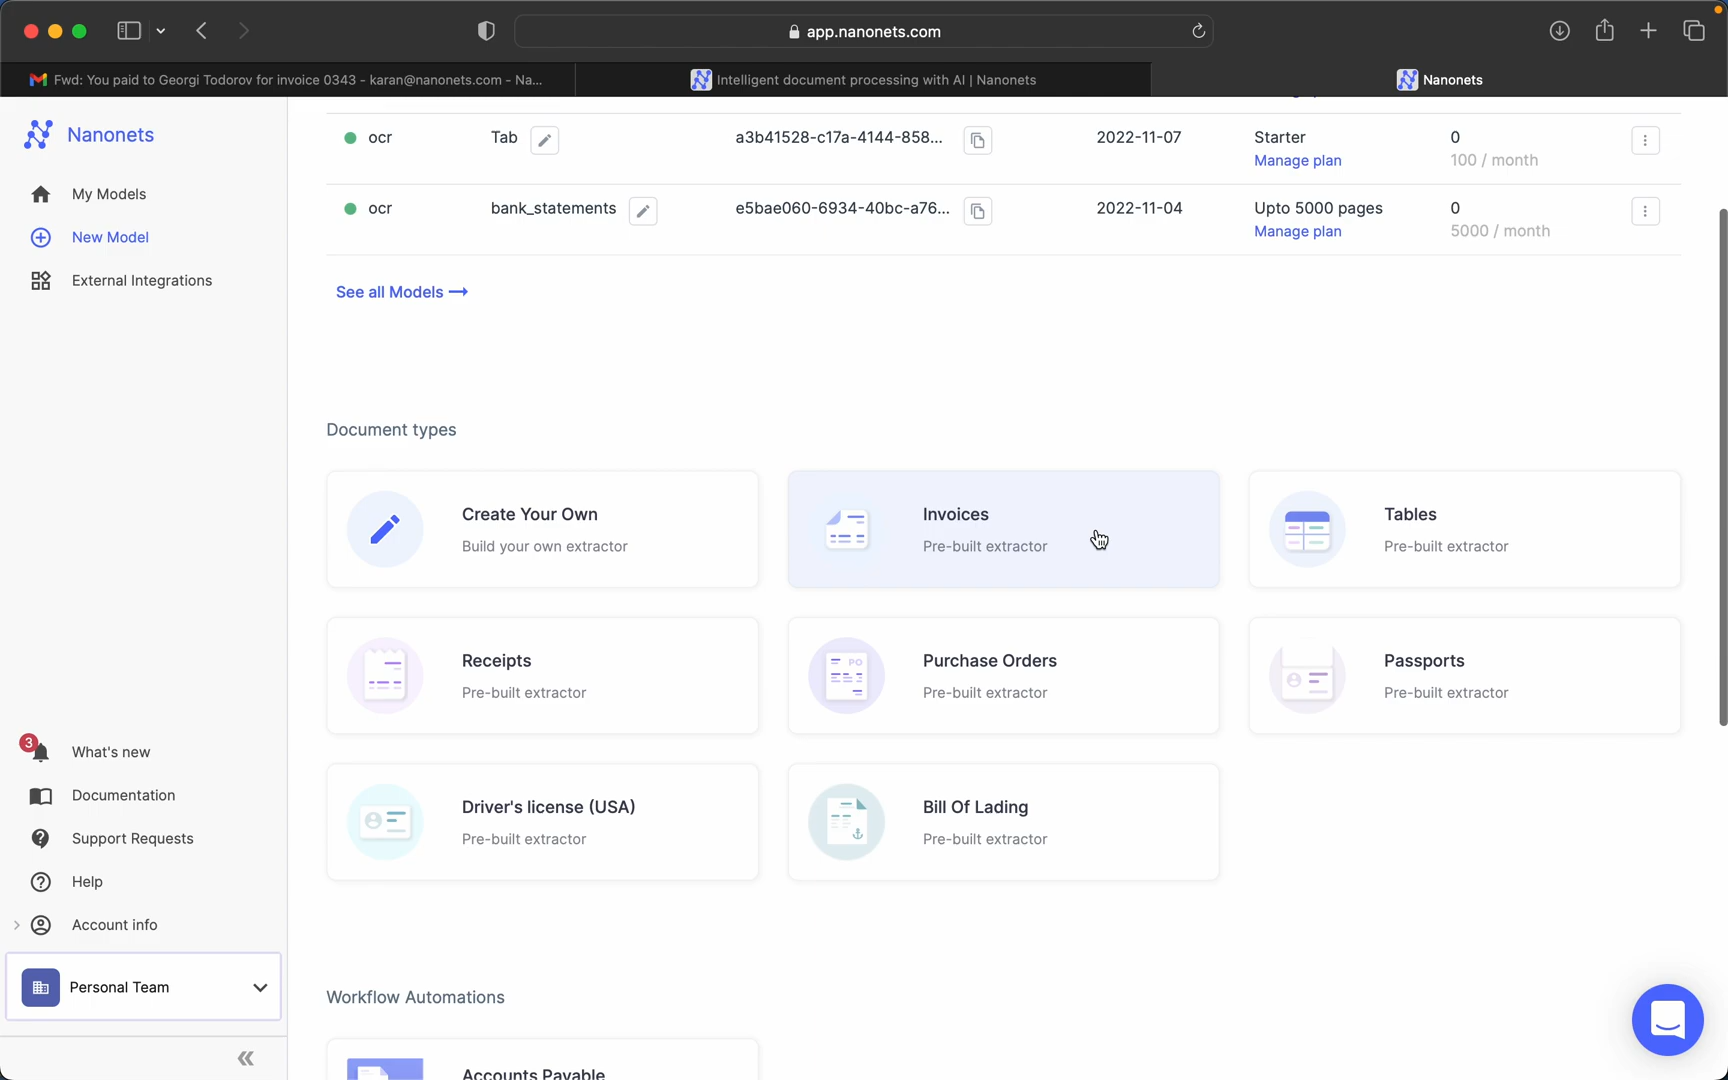 app.nanonets.com
Fwd: You paid to Georgi Todorov for invoice 0343 - karan@nanonets.com - Na...
Intelligent document processing with AI | Nanonets
Nanonets
Nanonets
My Models
New Model
External Integrations
ocr Tab a3b41528-c17a-4144-858... 2022-11-07 Starter 0
Manage plan 100 / month
ocr bank_statements e5bae060-6934-40bc-a76... 2022-11-04 Upto 5000 pages 0
Manage plan 5000 / month
See all Models
Document types
Create Your Own
Build your own extractor
Invoices
Pre-built extractor
Tables
Pre-built extractor
Receipts
Pre-built extractor
PO
Purchase Orders
Pre-built extractor
Passports
Pre-built extractor
Driver's license (USA)
Pre-built extractor
Bill Of Lading
Pre-built extractor
Workflow Automations
Accounts Payable
3
What's new
Documentation
Support Requests
Help
Account info
Personal Team